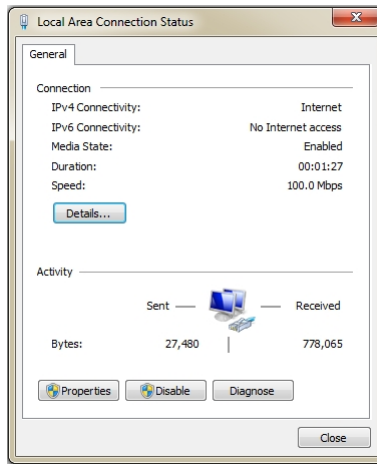 Local Area Connection Status
General
Connection
IPv4 Connectivity: Internet
IPv6 Connectivity: No Internet access
Media State: Enabled
Duration: 00:01:27
Speed: 100.0 Mbps
Details...
Activity
Sent Received
Bytes: 27,480 778,065
Properties Disable Diagnose
Close